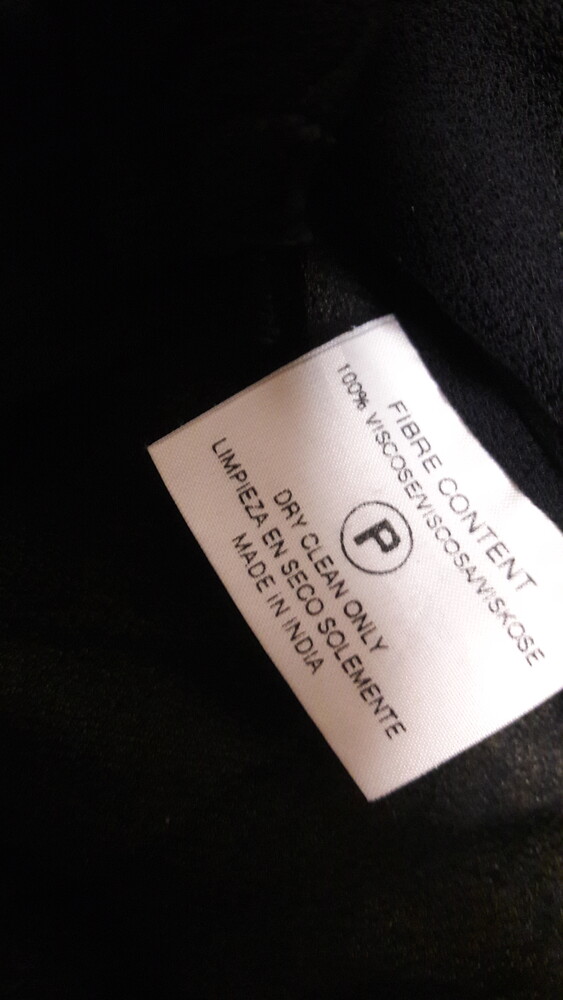 FIBRE CONTENT
100% VISCOSE/VISCOSA/VISKOSE
P
DRY CLEAN ONLY
LIMPIEZA EN SECO SOLEMENTE
MADE IN INDIA